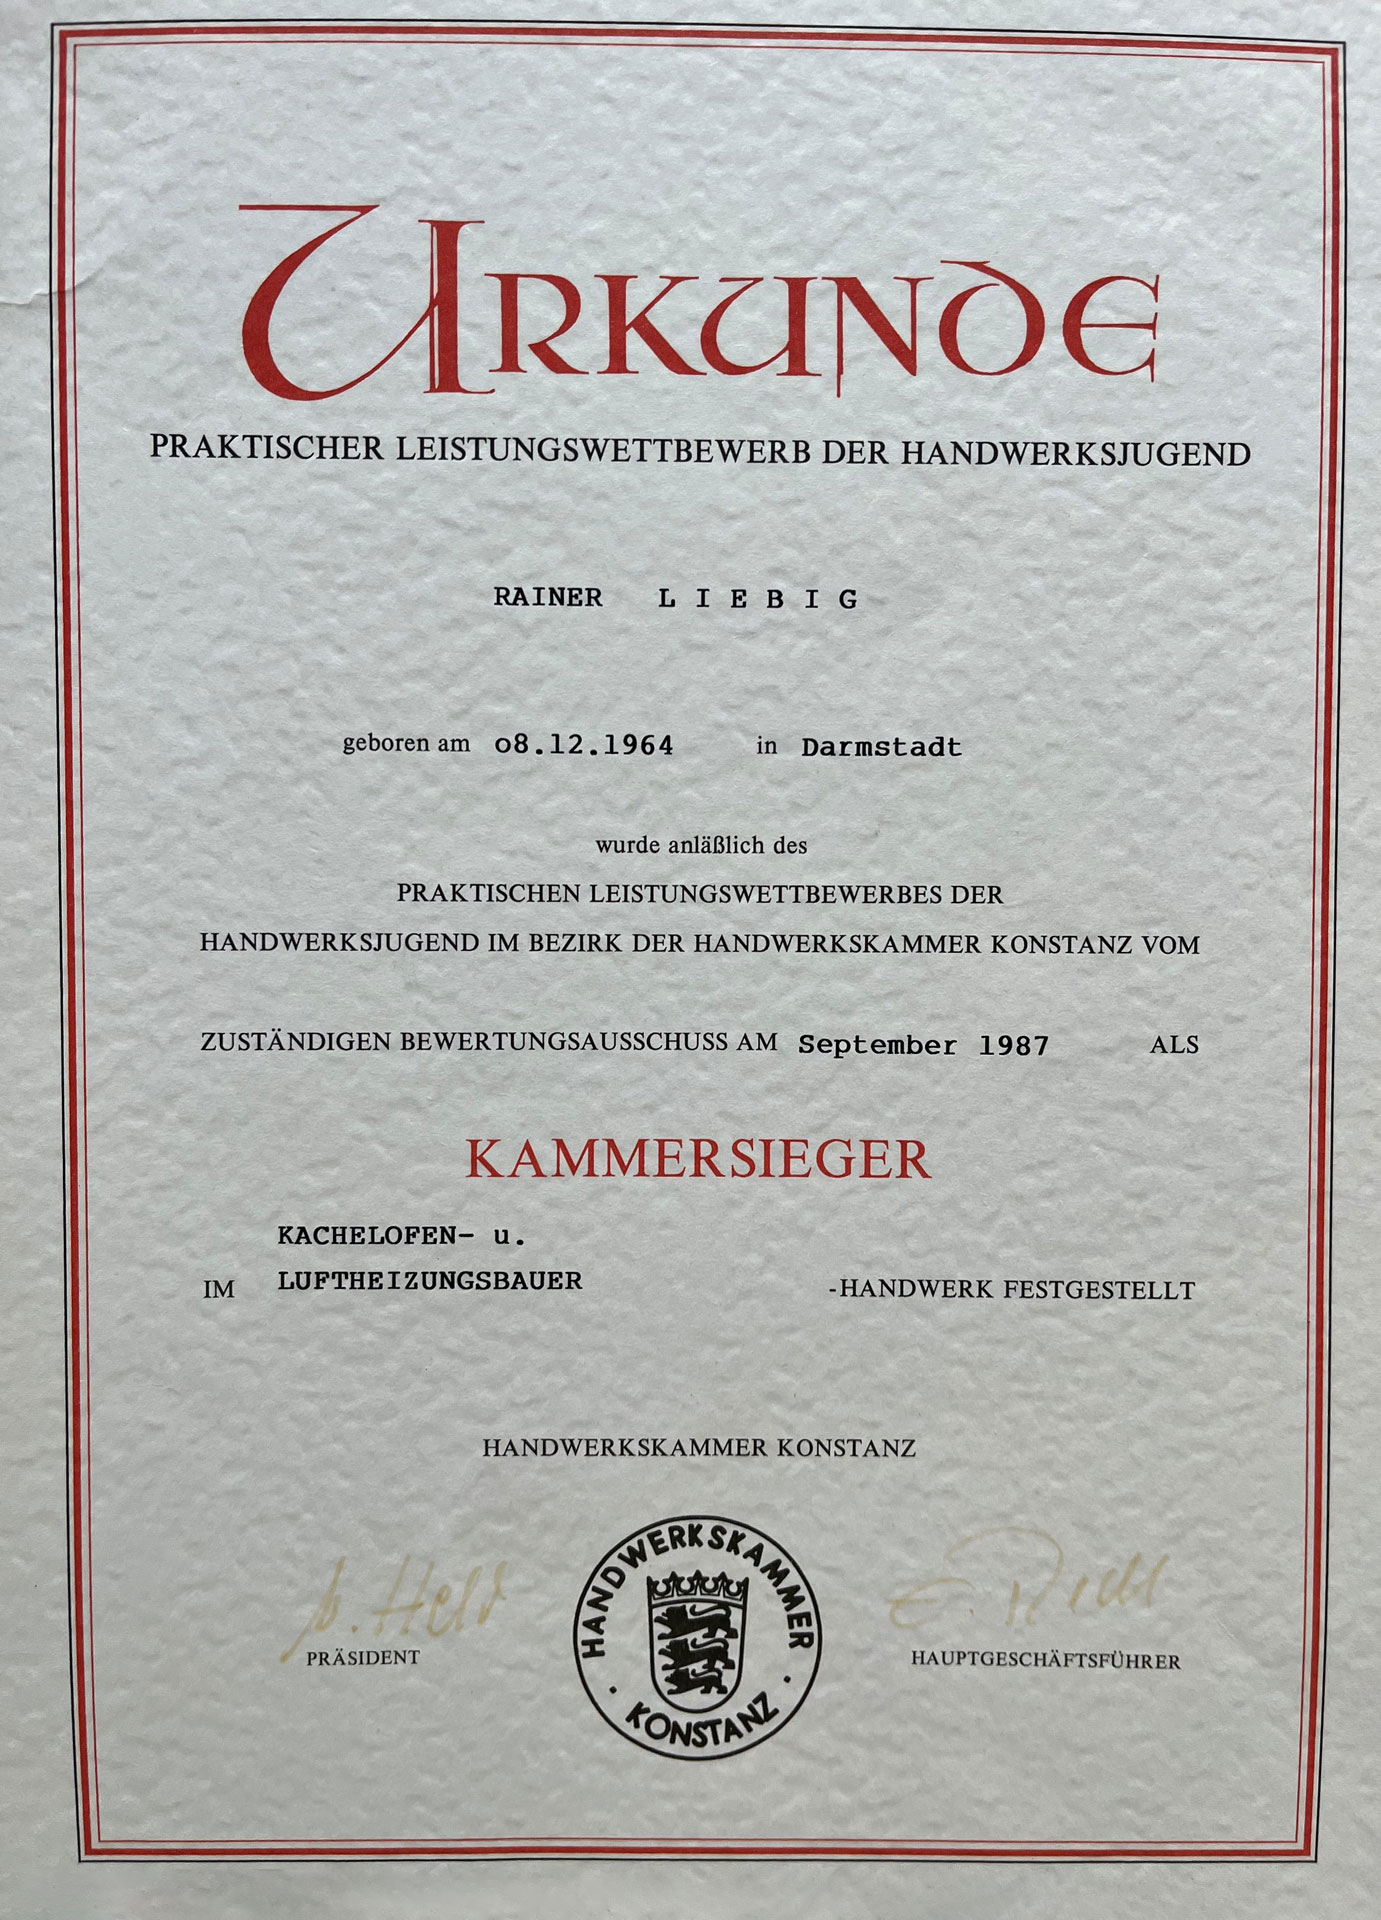 URKUNDE
PRAKTISCHER LEISTUNGSWETTBEWERB DER HANDWERKSJUGEND
RAINER L I E B I G
geboren am o8.12.1964 in Darmstadt
wurde anläßlich des
PRAKTISCHEN LEISTUNGSWETTBEWERBES DER
HANDWERKSJUGEND IM BEZIRK DER HANDWERKSKAMMER KONSTANZ VOM
ZUSTÄNDIGEN BEWERTUNGSAUSSCHUSS AM September 1987 ALS
KAMMERSIEGER
KACHELOFEN- u.
IM LUFTHEIZUNGSBAUER -HANDWERK FESTGESTELLT
HANDWERKSKAMMER KONSTANZ
HANDWERKSKAMMER
· KONSTANZ ·
PRÄSIDENT HAUPTGESCHÄFTSFÜHRER